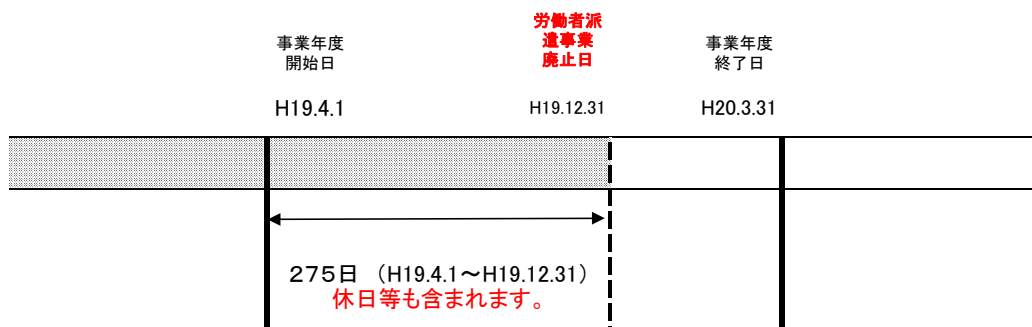 事業年度
開始日
H19.4.1
労働者派
遣事業
廃止日
H19.12.31
事業年度
終了日
H20.3.31
275日 (H19.4.1~H19.12.31)
休日等も含まれます。